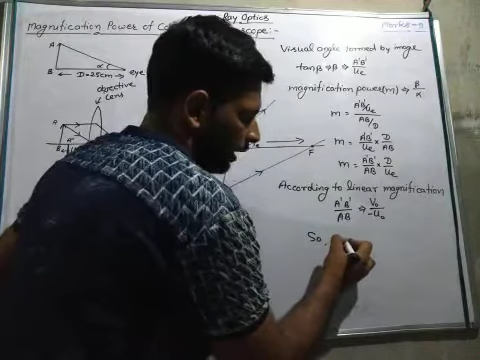 Ray Optics
Magnification Power of Co scope:-
Marks-5
A
B
α
eye
D=25cm
objective
lens
A
B
α
F
Visual angle formed by image
tanβ ⇒ β ⇒ A'B'/Ue
magnification power(m) ⇒ β/α
m = A'B'/Ue / AB/D
m = A'B'/Ue × D/AB
m = A'B'/AB × D/Ue
According to linear magnification
A'B'/AB ⇒ Vo/-Uo
So,